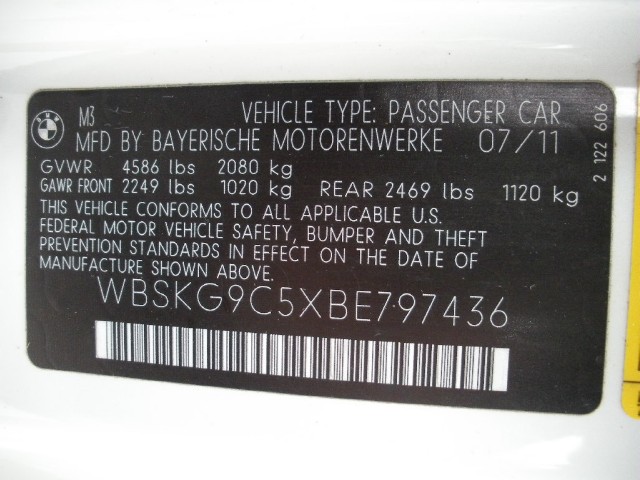 BMW
M3 VEHICLE TYPE: PASSENGER CAR
MFD BY BAYERISCHE MOTORENWERKE 07/11
GVWR 4586 lbs 2080 kg
GAWR FRONT 2249 lbs 1020 kg REAR 2469 lbs 1120 kg
THIS VEHICLE CONFORMS TO ALL APPLICABLE U.S.
FEDERAL MOTOR VEHICLE SAFETY, BUMPER AND THEFT
PREVENTION STANDARDS IN EFFECT ON THE DATE OF
MANUFACTURE SHOWN ABOVE
WBSKG9C5XBE797436
2 122 606